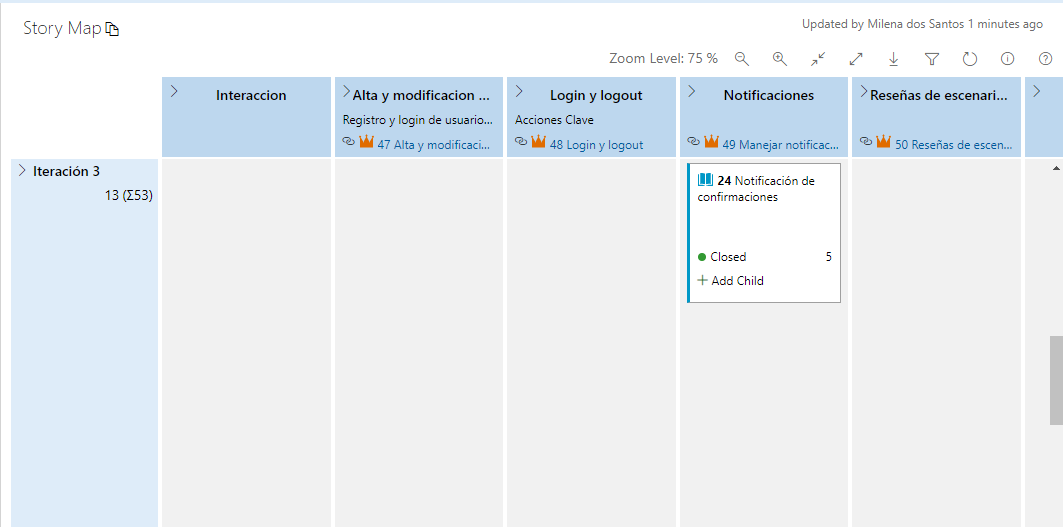 Story Map
Updated by Milena dos Santos 1 minutes ago
Zoom Level: 75 %
Interaccion
Alta y modificacion ...
Registro y login de usuario...
47 Alta y modificaci...
Login y logout
Acciones Clave
48 Login y logout
Notificaciones
49 Manejar notificac...
Reseñas de escenari...
50 Reseñas de escen...
Iteración 3
13 (Σ53)
24 Notificación de
confirmaciones
Closed 5
+ Add Child